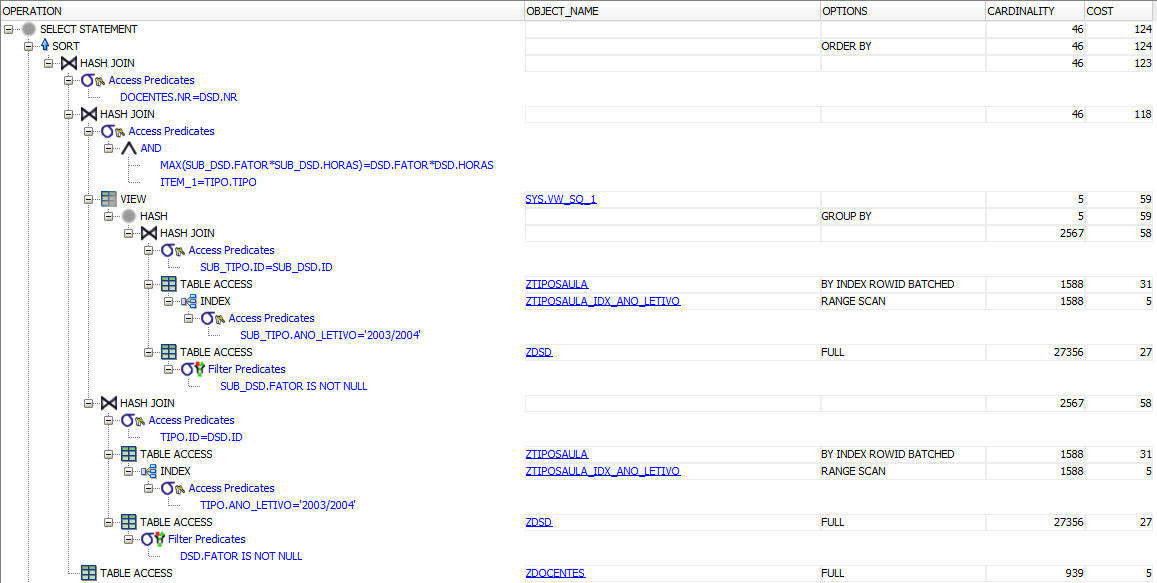 OPERATION OBJECT_NAME OPTIONS CARDINALITY COST
SELECT STATEMENT 46 124
SORT ORDER BY 46 124
HASH JOIN 46 123
Access Predicates
DOCENTES.NR=DSD.NR
HASH JOIN 46 118
Access Predicates
AND
MAX(SUB_DSD.FATOR*SUB_DSD.HORAS)=DSD.FATOR*DSD.HORAS
ITEM_1=TIPO.TIPO
VIEW SYS.VW_SQ_1 5 59
HASH GROUP BY 5 59
HASH JOIN 2567 58
Access Predicates
SUB_TIPO.ID=SUB_DSD.ID
TABLE ACCESS ZTIPOSAULA BY INDEX ROWID BATCHED 1588 31
INDEX ZTIPOSAULA_IDX_ANO_LETIVO RANGE SCAN 1588 5
Access Predicates
SUB_TIPO.ANO_LETIVO='2003/2004'
TABLE ACCESS ZDSD FULL 27356 27
Filter Predicates
SUB_DSD.FATOR IS NOT NULL
HASH JOIN 2567 58
Access Predicates
TIPO.ID=DSD.ID
TABLE ACCESS ZTIPOSAULA BY INDEX ROWID BATCHED 1588 31
INDEX ZTIPOSAULA_IDX_ANO_LETIVO RANGE SCAN 1588 5
Access Predicates
TIPO.ANO_LETIVO='2003/2004'
TABLE ACCESS ZDSD FULL 27356 27
Filter Predicates
DSD.FATOR IS NOT NULL
TABLE ACCESS ZDOCENTES FULL 939 5